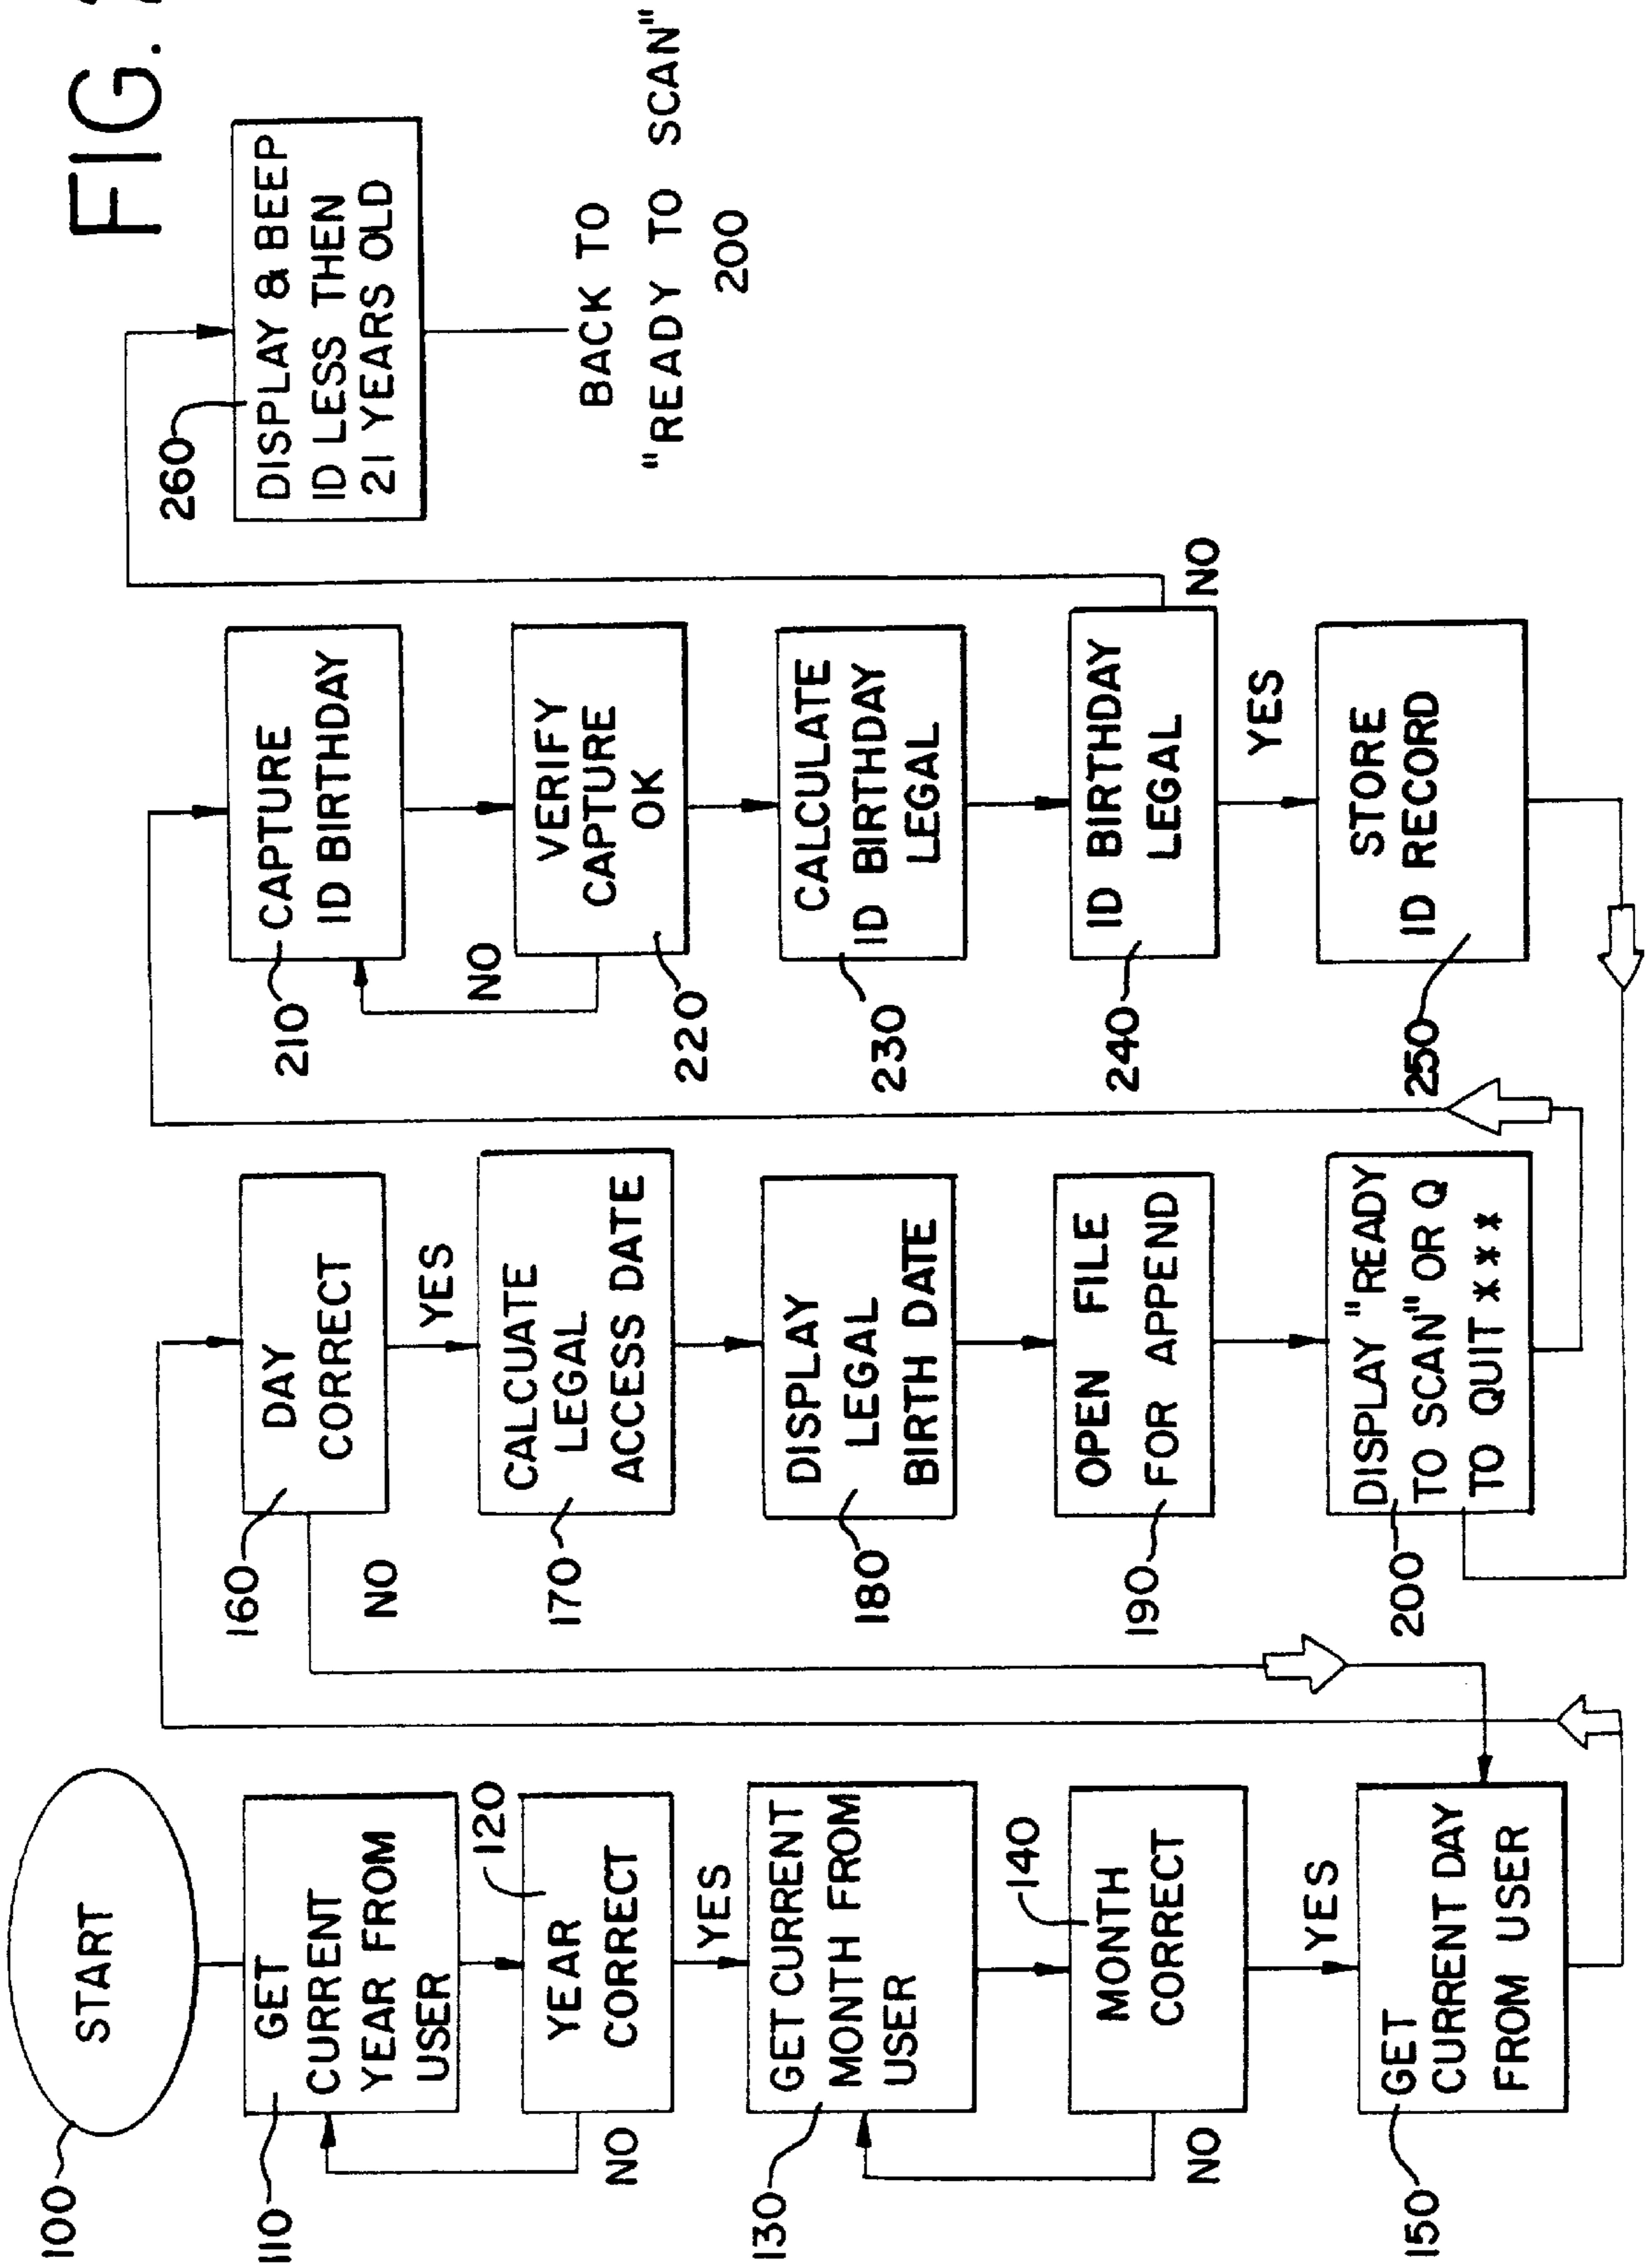 FIG.
100
START
110
GET
CURRENT
YEAR FROM
USER
NO
120
YEAR
CORRECT
YES
130
GET CURRENT
MONTH FROM
USER
NO
140
MONTH
CORRECT
YES
150
GET
CURRENT DAY
FROM USER
160
DAY
CORRECT
NO
YES
170
CALCUATE
LEGAL
ACCESS DATE
180
DISPLAY
LEGAL
BIRTH DATE
190
OPEN FILE
FOR APPEND
200
DISPLAY "READY
TO SCAN" OR Q
TO QUIT ***
210
CAPTURE
ID BIRTHDAY
NO
220
VERIFY
CAPTURE
OK
230
CALCULATE
ID BIRTHDAY
LEGAL
240
ID BIRTHDAY
LEGAL
NO
YES
250
STORE
ID RECORD
260
DISPLAY & BEEP
ID LESS THEN
21 YEARS OLD
BACK TO
"READY TO SCAN"
200